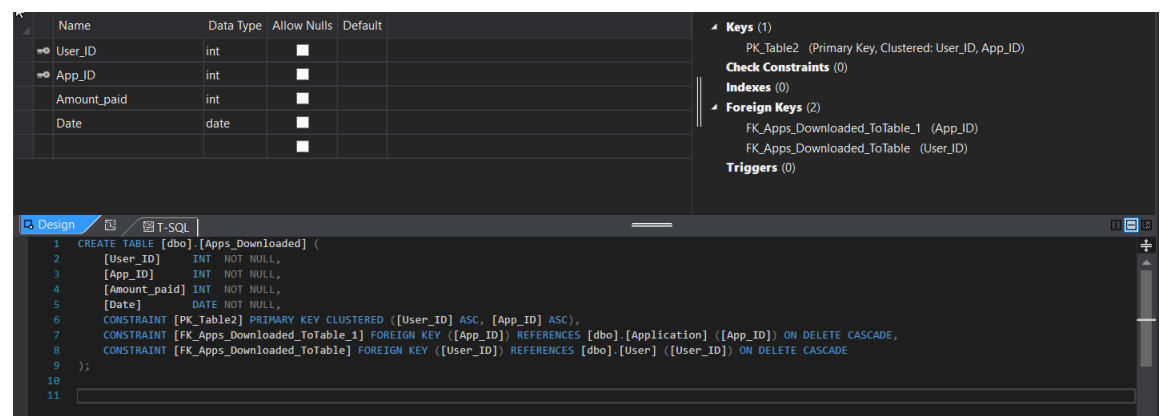 Name Data Type Allow Nulls Default
User_ID int
App_ID int
Amount_paid int
Date date
Keys (1)
PK_Table2 (Primary Key, Clustered: User_ID, App_ID)
Check Constraints (0)
Indexes (0)
Foreign Keys (2)
FK_Apps_Downloaded_ToTable_1 (App_ID)
FK_Apps_Downloaded_ToTable (User_ID)
Triggers (0)
Design T-SQL
1 CREATE TABLE [dbo].[Apps_Downloaded] (
2 [User_ID] INT NOT NULL,
3 [App_ID] INT NOT NULL,
4 [Amount_paid] INT NOT NULL,
5 [Date] DATE NOT NULL,
6 CONSTRAINT [PK_Table2] PRIMARY KEY CLUSTERED ([User_ID] ASC, [App_ID] ASC),
7 CONSTRAINT [FK_Apps_Downloaded_ToTable_1] FOREIGN KEY ([App_ID]) REFERENCES [dbo].[Application] ([App_ID]) ON DELETE CASCADE,
8 CONSTRAINT [FK_Apps_Downloaded_ToTable] FOREIGN KEY ([User_ID]) REFERENCES [dbo].[User] ([User_ID]) ON DELETE CASCADE
9 );
10
11